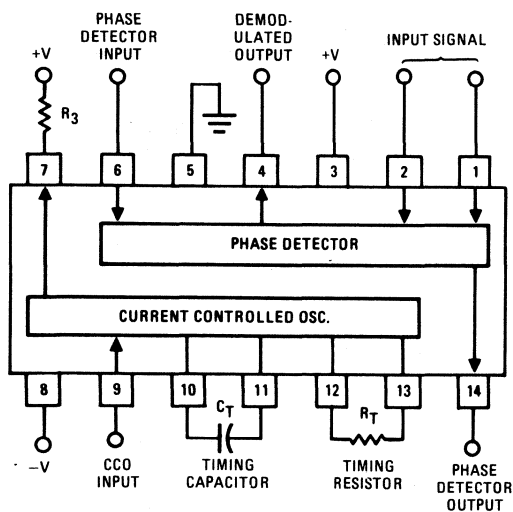 PHASE
DETECTOR
INPUT
DEMOD-
ULATED
OUTPUT
INPUT SIGNAL
+V
+V
R3
7 6 5 4 3 2 1
PHASE DETECTOR
CURRENT CONTROLLED OSC.
8 9 10 11 12 13 14
CT
RT
–V
CCO
INPUT
TIMING
CAPACITOR
TIMING
RESISTOR
PHASE
DETECTOR
OUTPUT